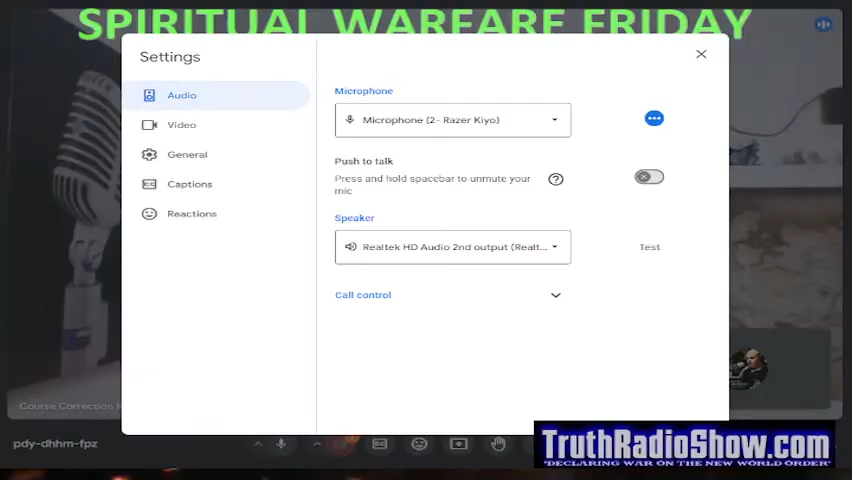 SPIRITUAL WARFARE FRIDAY
Settings
Audio
Video
General
Captions
Reactions
Microphone
Microphone (2- Razer Kiyo)
Push to talk
Press and hold spacebar to unmute your
mic
Speaker
Realtek HD Audio 2nd output (Realt...
Test
Call control
Course Correction
pdy-dhhm-fpz
TruthRadioShow.com
"DECLARING WAR ON THE NEW WORLD ORDER"